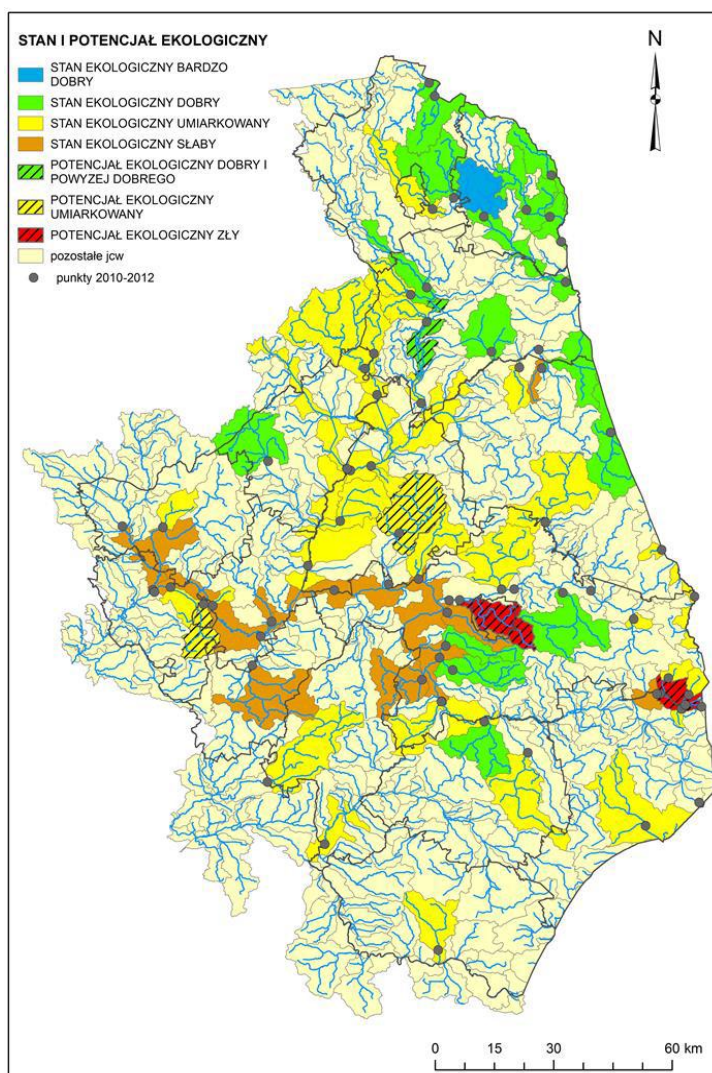 STAN I POTENCJAŁ EKOLOGICZNY
STAN EKOLOGICZNY BARDZO
DOBRY
STAN EKOLOGICZNY DOBRY
STAN EKOLOGICZNY UMIARKOWANY
STAN EKOLOGICZNY SŁABY
POTENCJAŁ EKOLOGICZNY DOBRY I
POWYZEJ DOBREGO
POTENCJAŁ EKOLOGICZNY
UMIARKOWANY
POTENCJAŁ EKOLOGICZNY ZŁY
pozostałe jcw
punkty 2010-2012
N
0 15 30 60 km